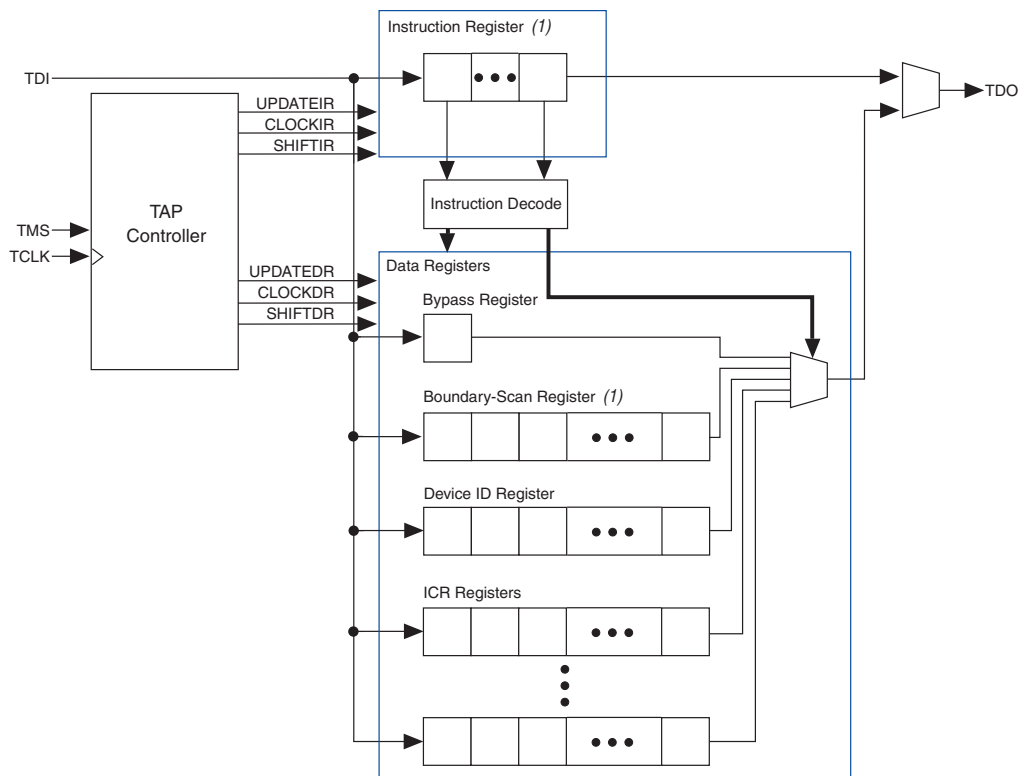 Instruction Register (1)
TDI
TDO
UPDATEIR
CLOCKIR
SHIFTIR
TAP
Controller
TMS
TCLK
Instruction Decode
UPDATEDR
CLOCKDR
SHIFTDR
Data Registers
Bypass Register
Boundary-Scan Register (1)
Device ID Register
ICR Registers